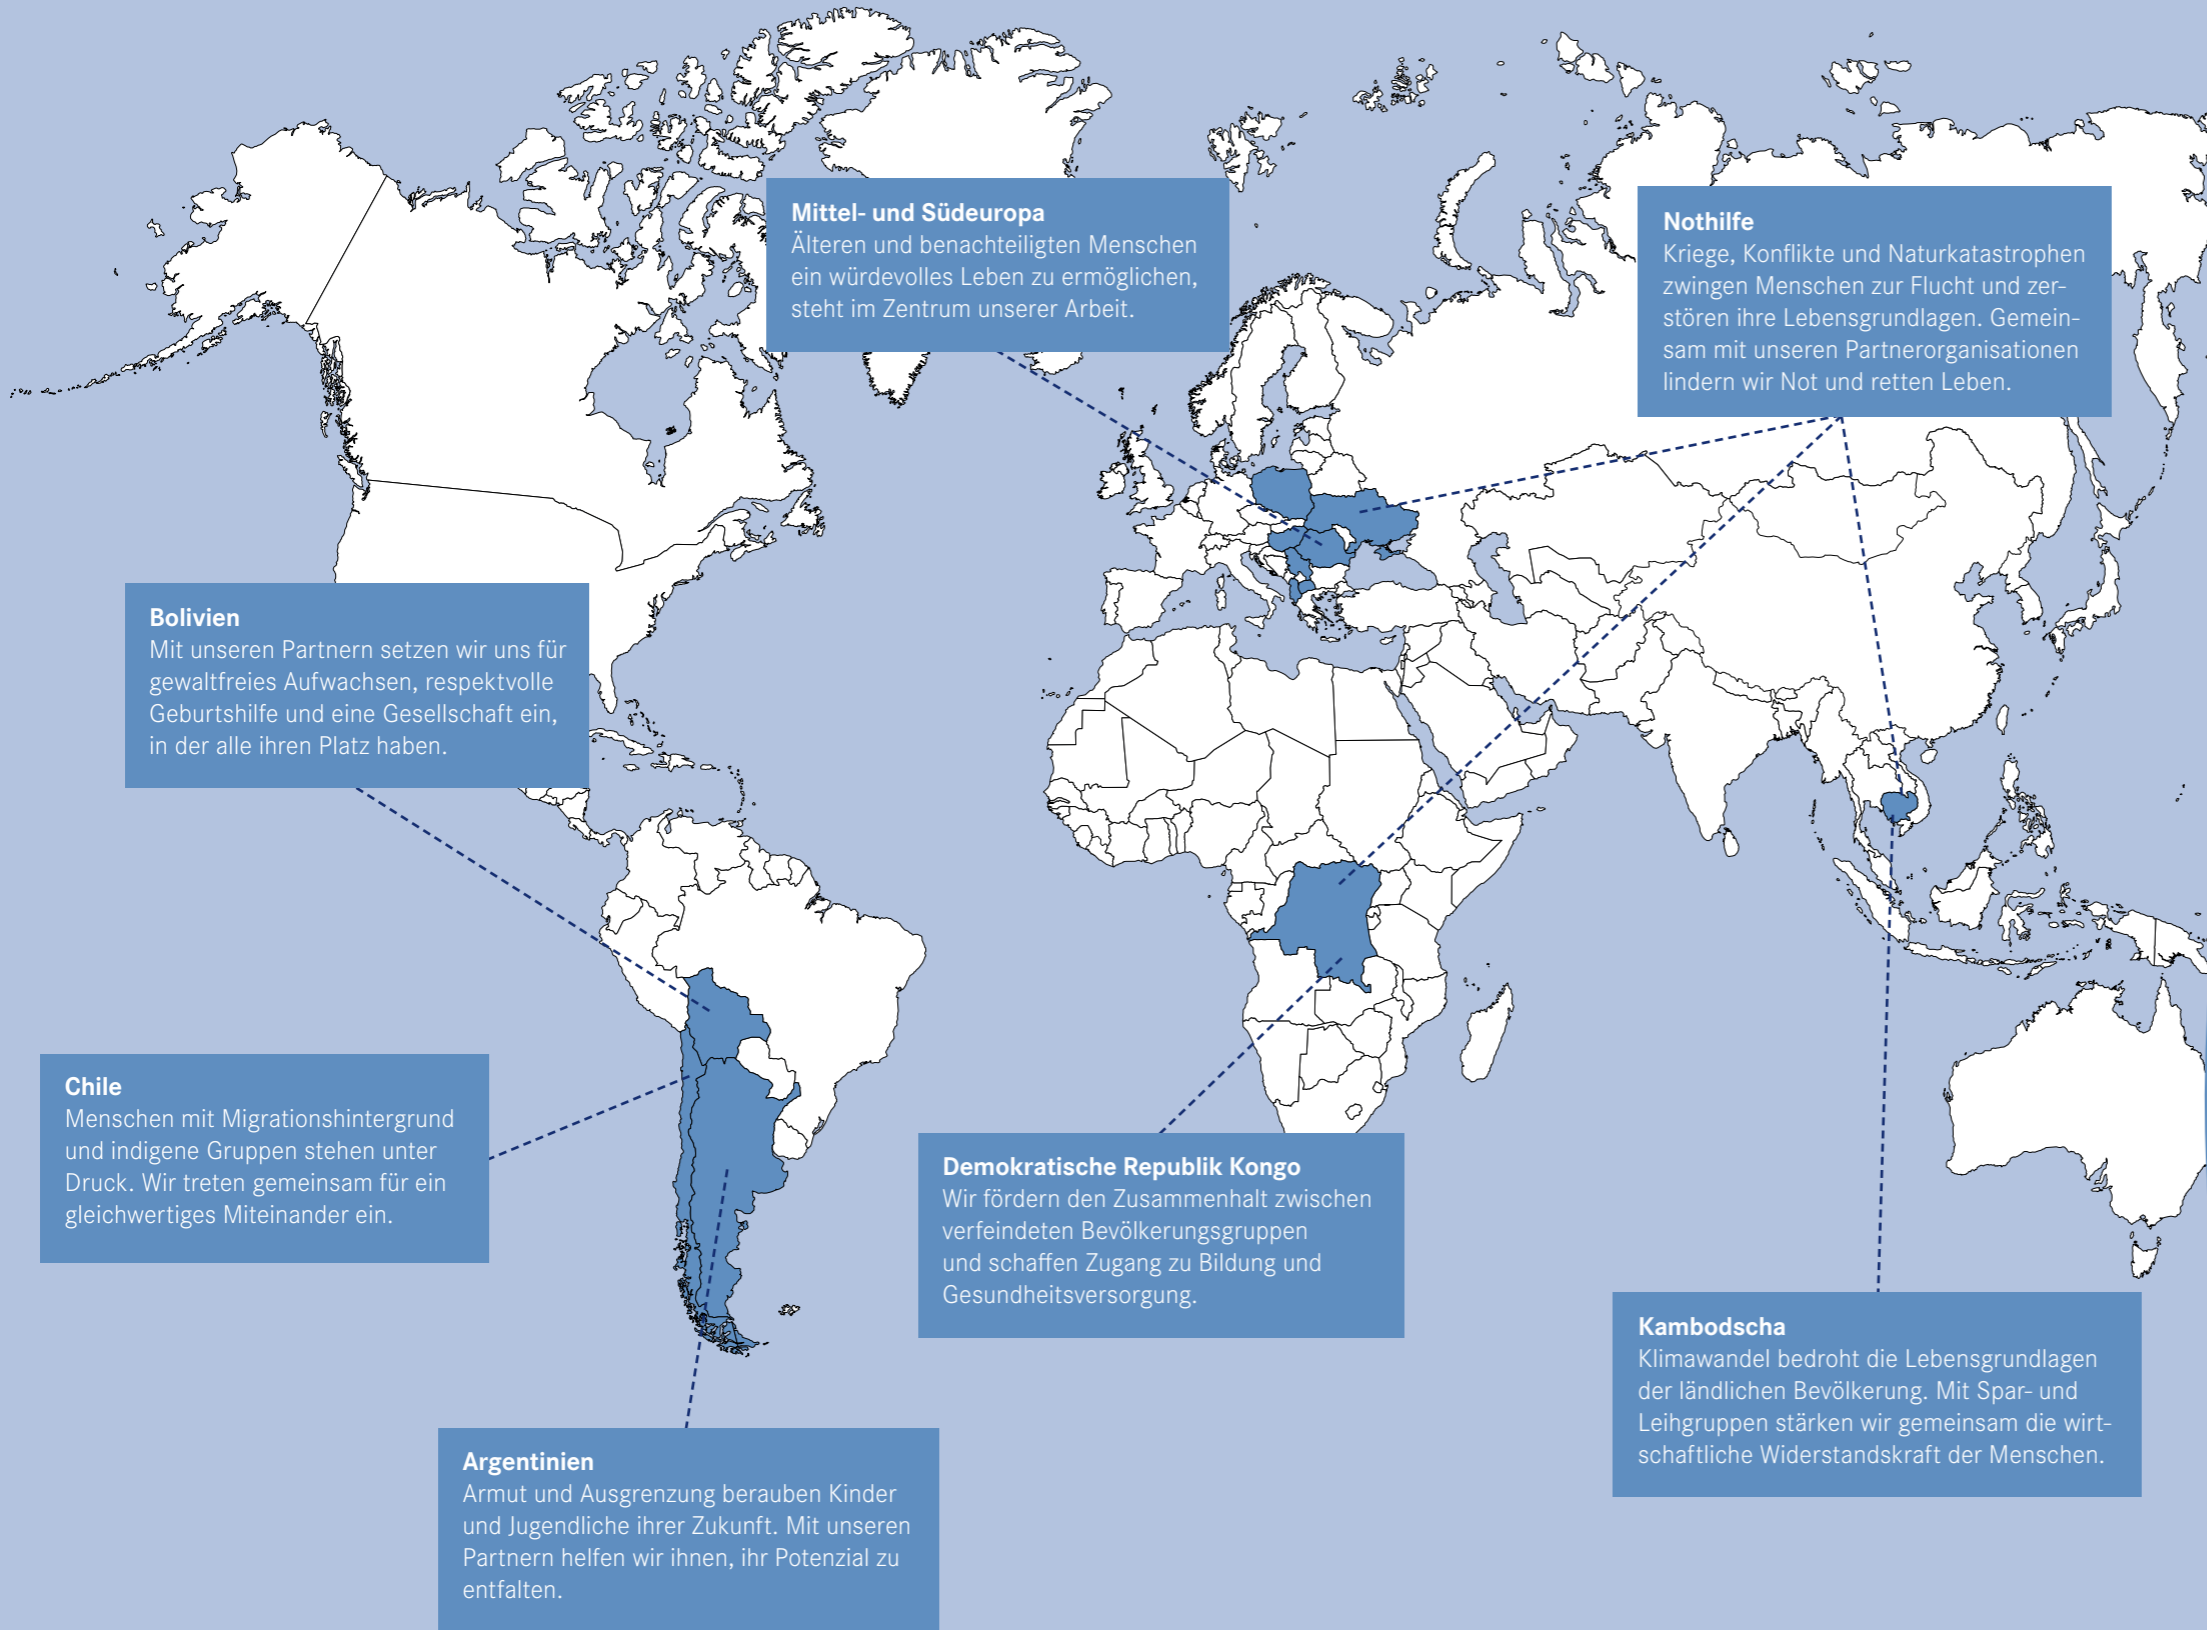 Mittel- und Südeuropa
Älteren und benachteiligten Menschen
ein würdevolles Leben zu ermöglichen,
steht im Zentrum unserer Arbeit.
Nothilfe
Kriege, Konflikte und Naturkatastrophen
zwingen Menschen zur Flucht und zer-
stören ihre Lebensgrundlagen. Gemein-
sam mit unseren Partnerorganisationen
lindern wir Not und retten Leben.
Bolivien
Mit unseren Partnern setzen wir uns für
gewaltfreies Aufwachsen, respektvolle
Geburtshilfe und eine Gesellschaft ein,
in der alle ihren Platz haben.
Chile
Menschen mit Migrationshintergrund
und indigene Gruppen stehen unter
Druck. Wir treten gemeinsam für ein
gleichwertiges Miteinander ein.
Demokratische Republik Kongo
Wir fördern den Zusammenhalt zwischen
verfeindeten Bevölkerungsgruppen
und schaffen Zugang zu Bildung und
Gesundheitsversorgung.
Kambodscha
Klimawandel bedroht die Lebensgrundlagen
der ländlichen Bevölkerung. Mit Spar- und
Leihgruppen stärken wir gemeinsam die wirt-
schaftliche Widerstandskraft der Menschen.
Argentinien
Armut und Ausgrenzung berauben Kinder
und Jugendliche ihrer Zukunft. Mit unseren
Partnern helfen wir ihnen, ihr Potenzial zu
entfalten.